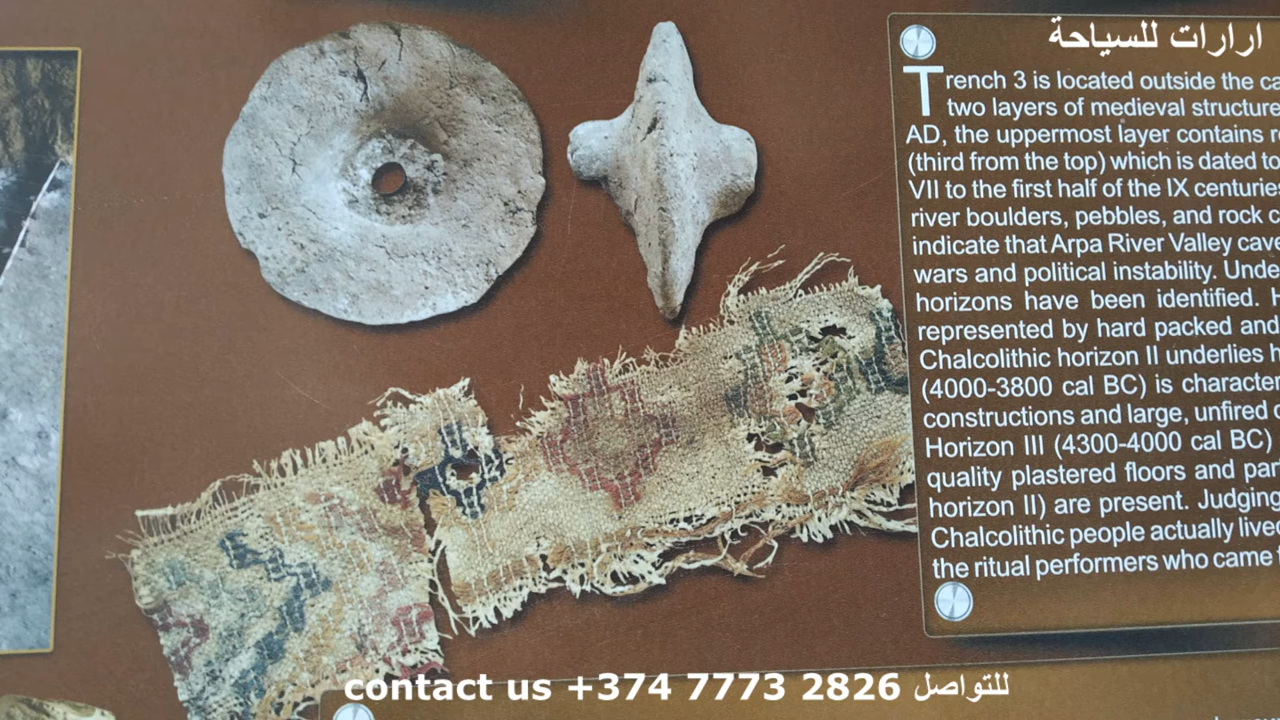 ارارات للسياحة
Trench 3 is located outside the
two layers of medieval structure
AD, the uppermost layer contains
(third from the top) which is dated to
VII to the first half of the IX centuries
river boulders, pebbles, and rock
indicate that Arpa River Valley cave
wars and political instability. Unde
horizons have been identified. H
represented by hard packed and
Chalcolithic horizon II underlies h
(4000-3800 cal BC) is character
constructions and large, unfired
Horizon III (4300-4000 cal BC)
quality plastered floors and par
horizon II) are present. Judging
Chalcolithic people actually lived
the ritual performers who came
contact us +374 7773 2826 للتواصل